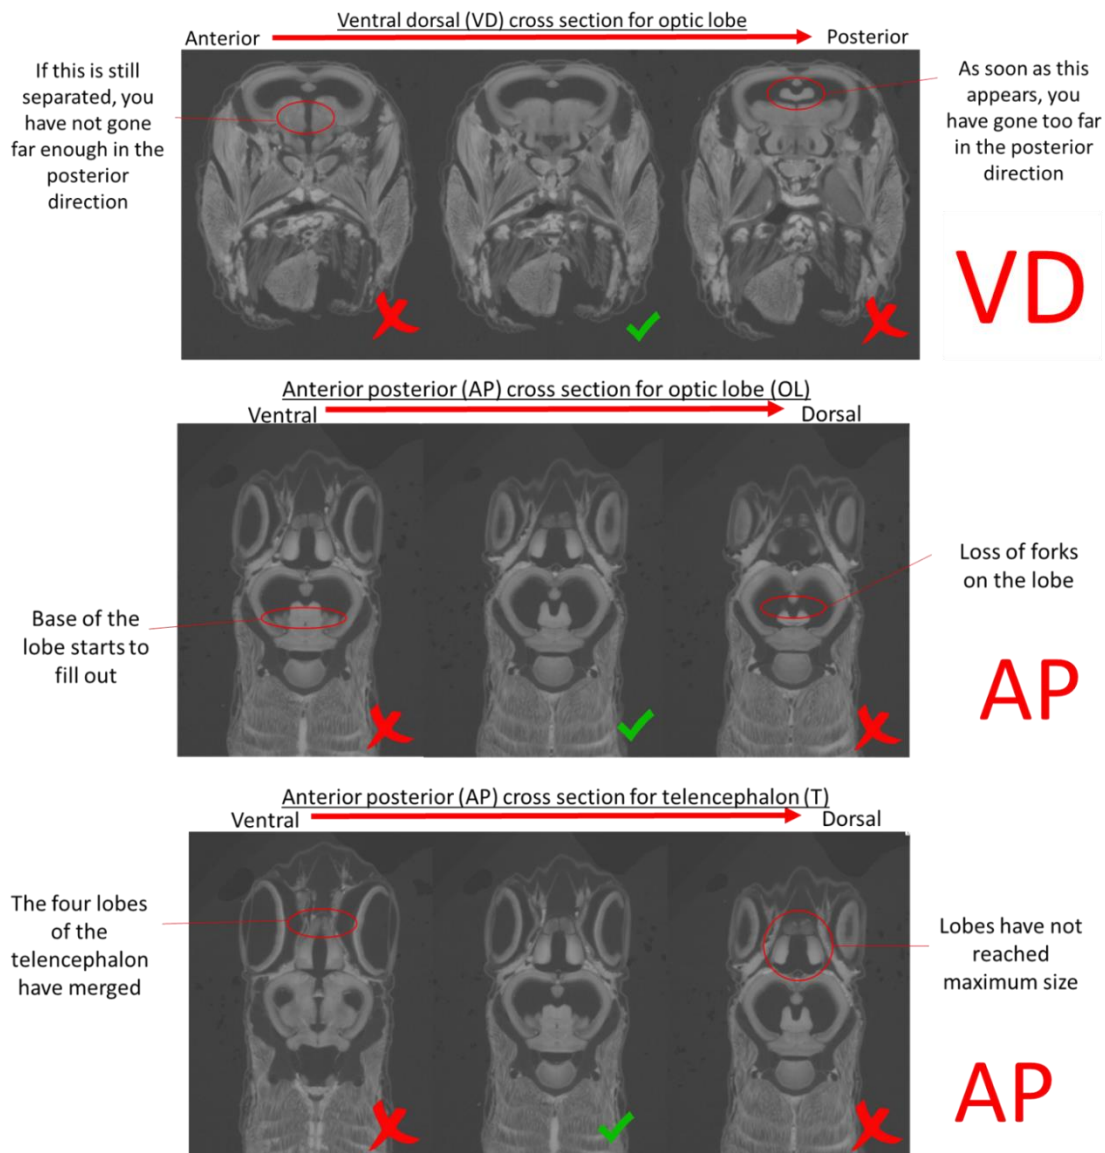 Ventral dorsal (VD) cross section for optic lobe
Anterior
Posterior
If this is still
separated, you
have not gone
far enough in the
posterior
direction
As soon as this
appears, you
have gone too far
in the posterior
direction
VD
Anterior posterior (AP) cross section for optic lobe (OL)
Ventral
Dorsal
Base of the
lobe starts to
fill out
Loss of forks
on the lobe
AP
Anterior posterior (AP) cross section for telencephalon (T)
Ventral
Dorsal
The four lobes
of the
telencephalon
have merged
Lobes have not
reached
maximum size
AP